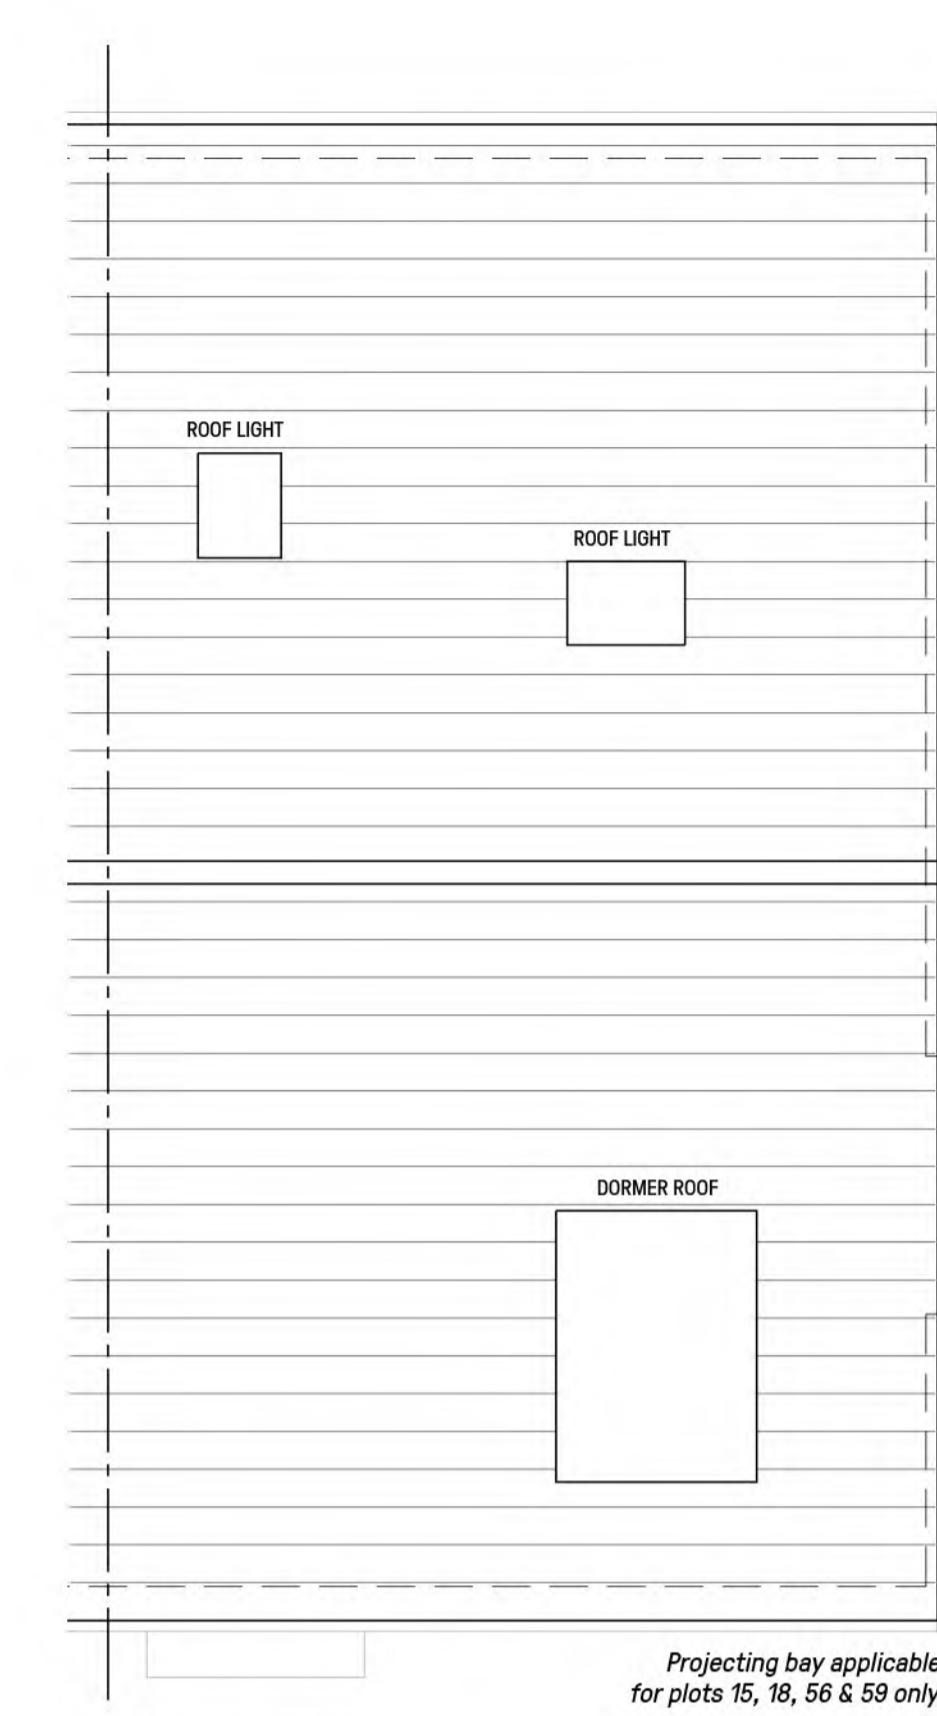 ROOF LIGHT
ROOF LIGHT
DORMER ROOF
Projecting bay applicable
for plots 15, 18, 56 & 59 only